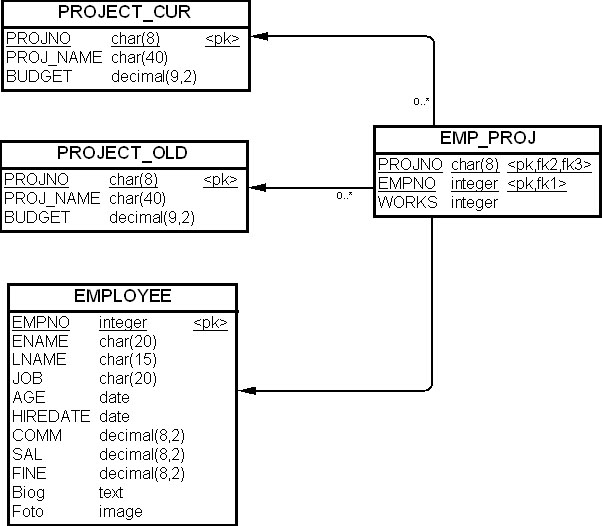 PROJECT_CUR
PROJNO char(8) <pk>
PROJ_NAME char(40)
BUDGET decimal(9,2)
0..*
EMP_PROJ
PROJNO char(8) <pk,fk2,fk3>
EMPNO integer <pk,fk1>
WORKS integer
PROJECT_OLD
PROJNO char(8) <pk>
PROJ_NAME char(40)
BUDGET decimal(9,2)
0..*
EMPLOYEE
EMPNO integer <pk>
ENAME char(20)
LNAME char(15)
JOB char(20)
AGE date
HIREDATE date
COMM decimal(8,2)
SAL decimal(8,2)
FINE decimal(8,2)
Biog text
Foto image